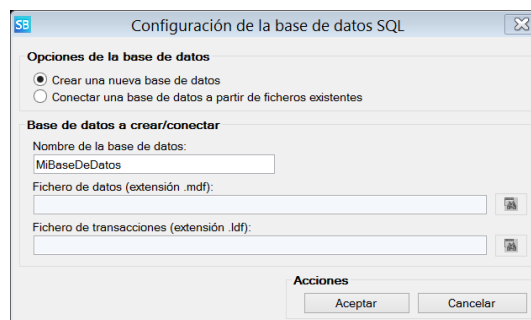 SB
Configuración de la base de datos SQL
Opciones de la base de datos
Crear una nueva base de datos
Conectar una base de datos a partir de ficheros existentes
Base de datos a crear/conectar
Nombre de la base de datos:
MiBaseDeDatos
Fichero de datos (extensión .mdf):
Fichero de transacciones (extensión .ldf):
Acciones
Aceptar Cancelar